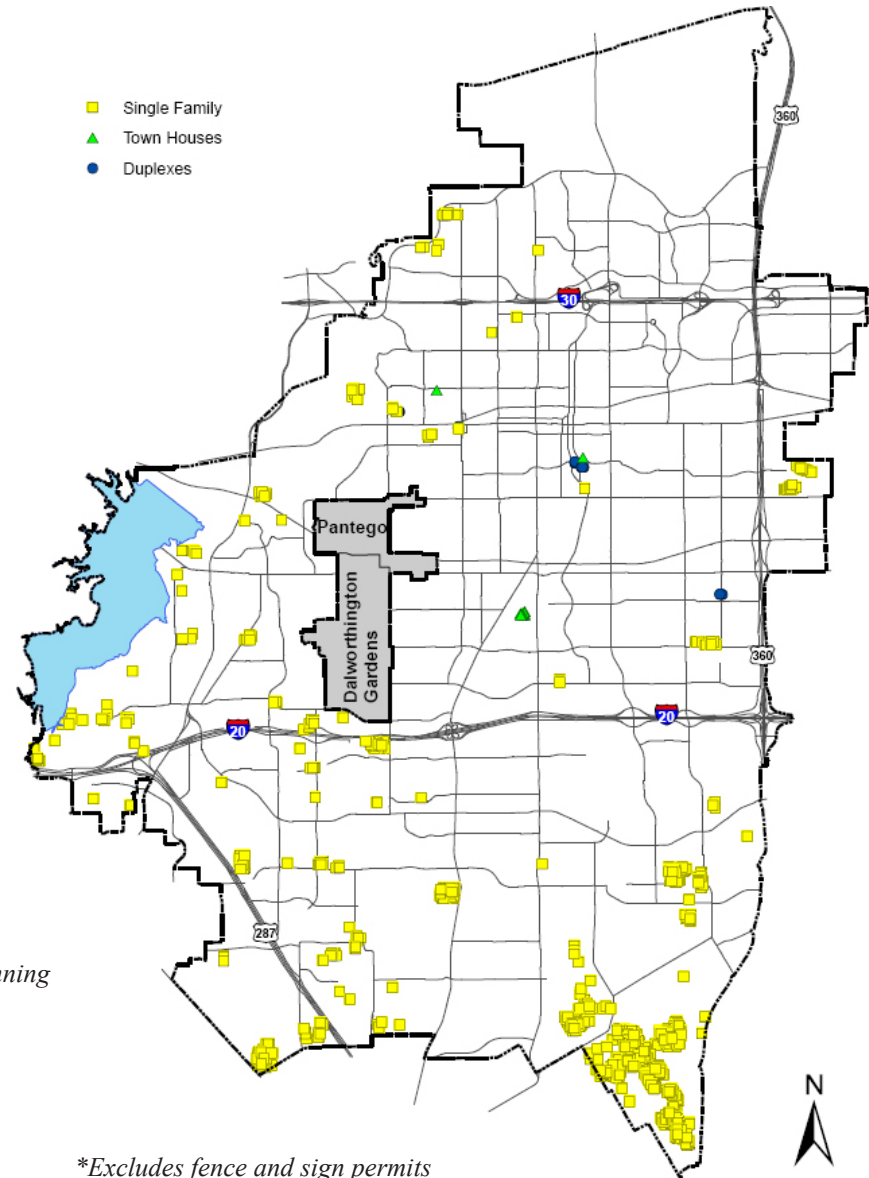 360
Single Family
Town Houses
Duplexes
30
Pantego
Dalworthington
Gardens
360
20
20
287
nning
N
*Excludes fence and sign permits